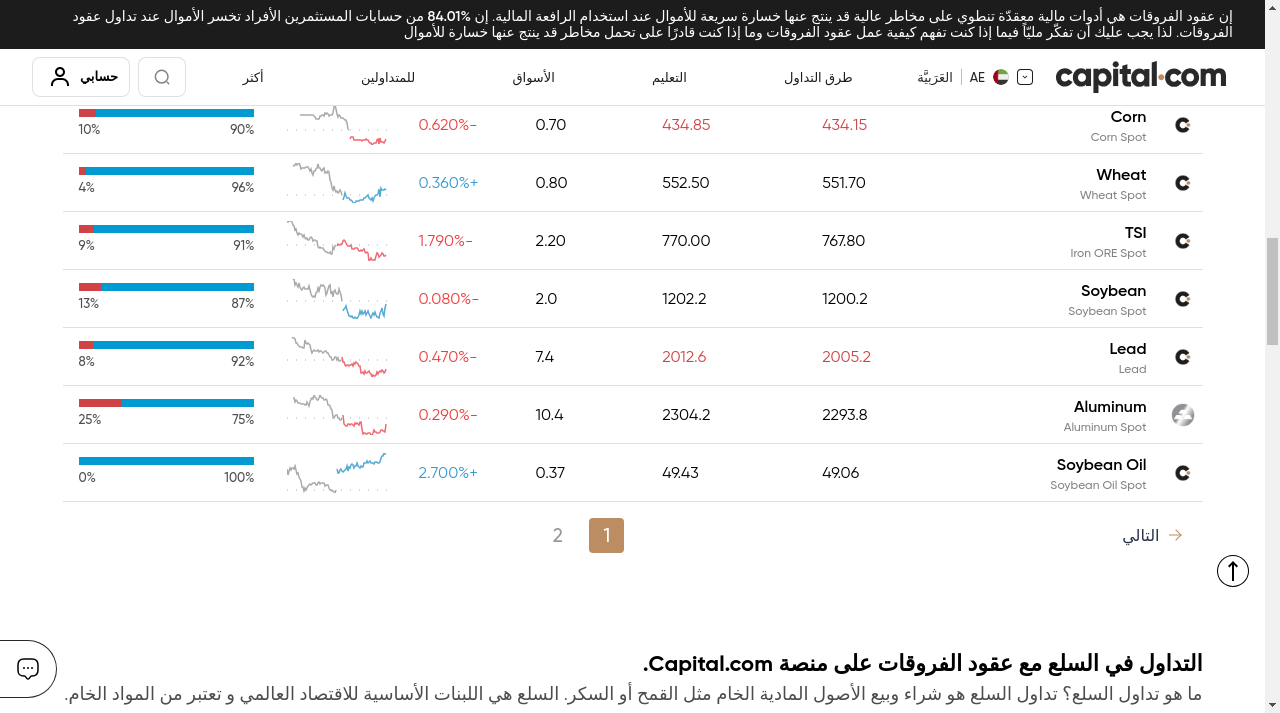 إن عقود الفروقات هي أدوات مالية معقدّة تنطوي على مخاطر عالية قد ينتج عنها خسارة سريعة للأموال عند استخدام الرافعة المالية. إن 84.01% من حسابات المستثمرين الأفراد تخسر الأموال عند تداول عقود
الفروقات. لذا يجب عليك أن تفكّر مليّاً فيما إذا كنت تفهم كيفية عمل عقود الفروقات وما إذا كنت قادرًا على تحمل مخاطر قد ينتج عنها خسارة للأموال
capital.com AE العَرَبيَّة طرق التداول التعليم الأسواق للمتداولين أكثر حسابي
Corn 434.15 434.85 0.70 0.620%- 90% 10%
Corn Spot
Wheat 551.70 552.50 0.80 0.360%+ 96% 4%
Wheat Spot
TSI 767.80 770.00 2.20 1.790%- 91% 9%
Iron ORE Spot
Soybean 1200.2 1202.2 2.0 0.080%- 87% 13%
Soybean Spot
Lead 2005.2 2012.6 7.4 0.470%- 92% 8%
Lead
Aluminum 2293.8 2304.2 10.4 0.290%- 75% 25%
Aluminum Spot
Soybean Oil 49.06 49.43 0.37 2.700%+ 100% 0%
Soybean Oil Spot
التالي 1 2
التداول في السلع مع عقود الفروقات على منصة Capital.com.
ما هو تداول السلع؟ تداول السلع هو شراء وبيع الأصول المادية الخام مثل القمح أو السكر. السلع هي اللبنات الأساسية للاقتصاد العالمي و تعتبر من المواد الخام.